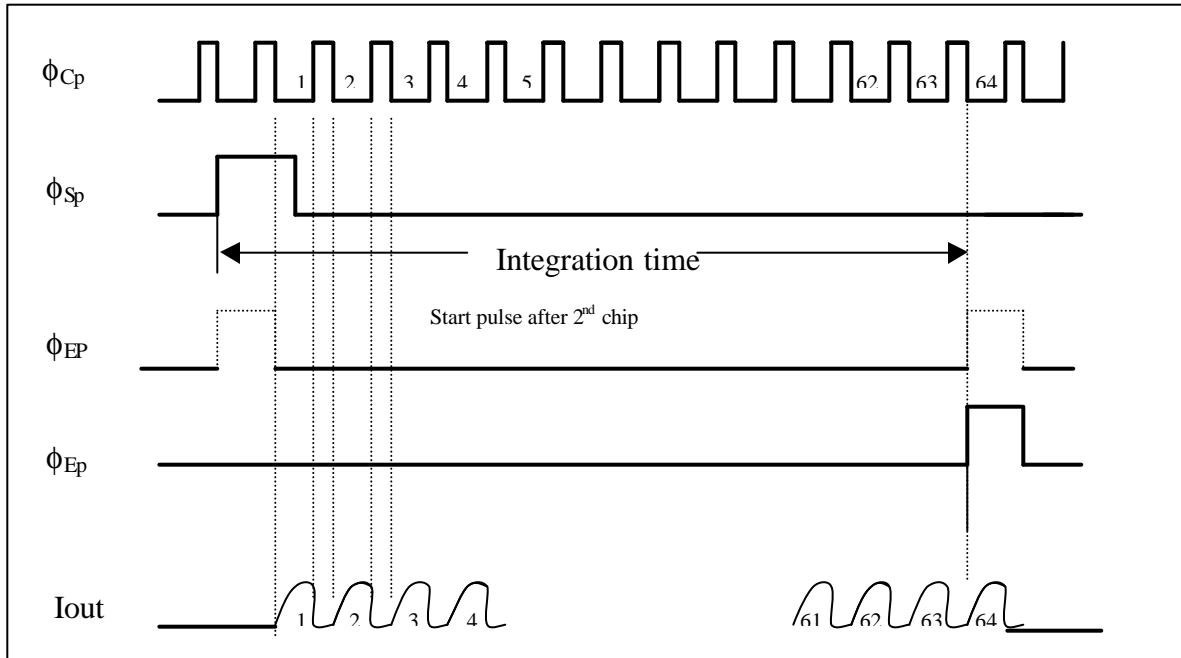 ϕCp 1 2 3 4 5 62 63 64
ϕSp
Integration time
Start pulse after 2nd chip
ϕEP
ϕEp
Iout 1 2 3 4 61 62 63 64